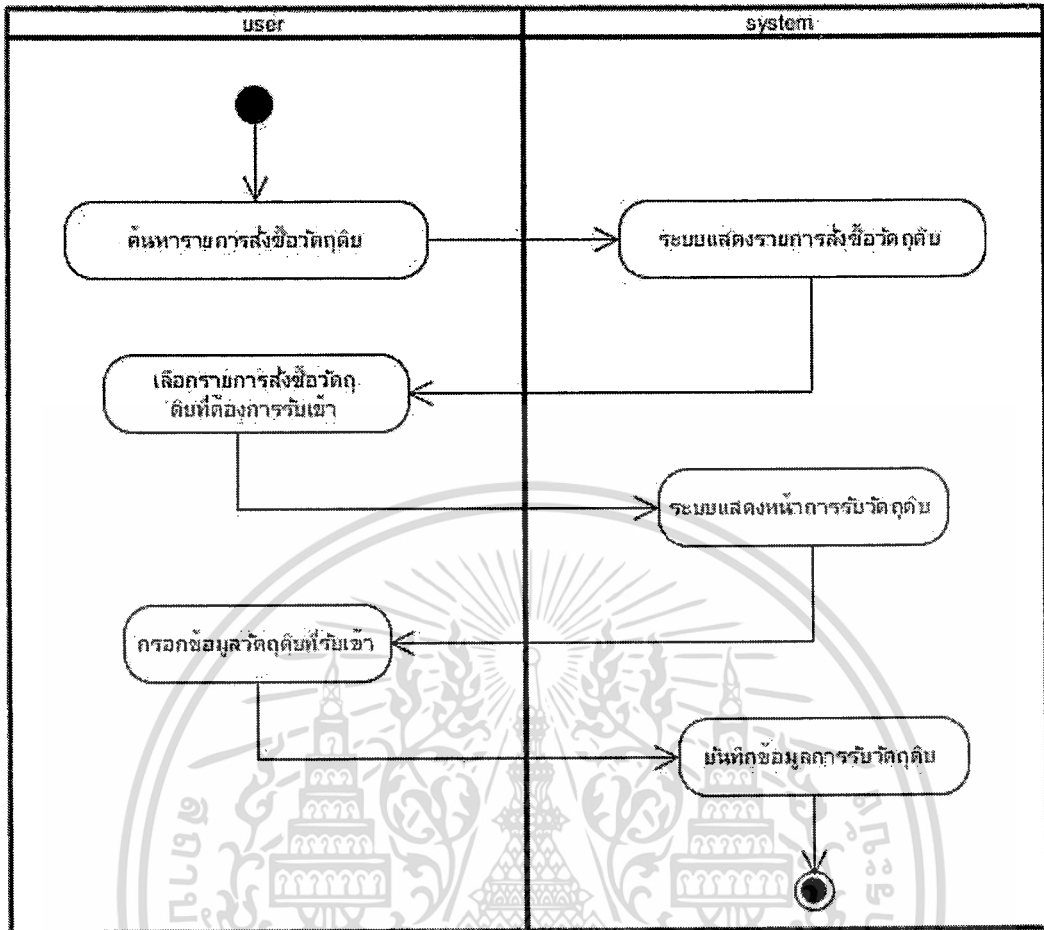 user
system
ค้นหารายการสั่งซื้อวัตถุดิบ
ระบบแสดงรายการสั่งซื้อวัตถุดิบ
เลือกรายการสั่งซื้อวัตถุ
ดิบที่ต้องการรับเข้า
ระบบแสดงหน้าการรับวัตถุดิบ
กรอกข้อมูลวัตถุดิบที่รับเข้า
บันทึกข้อมูลการรับวัตถุดิบ